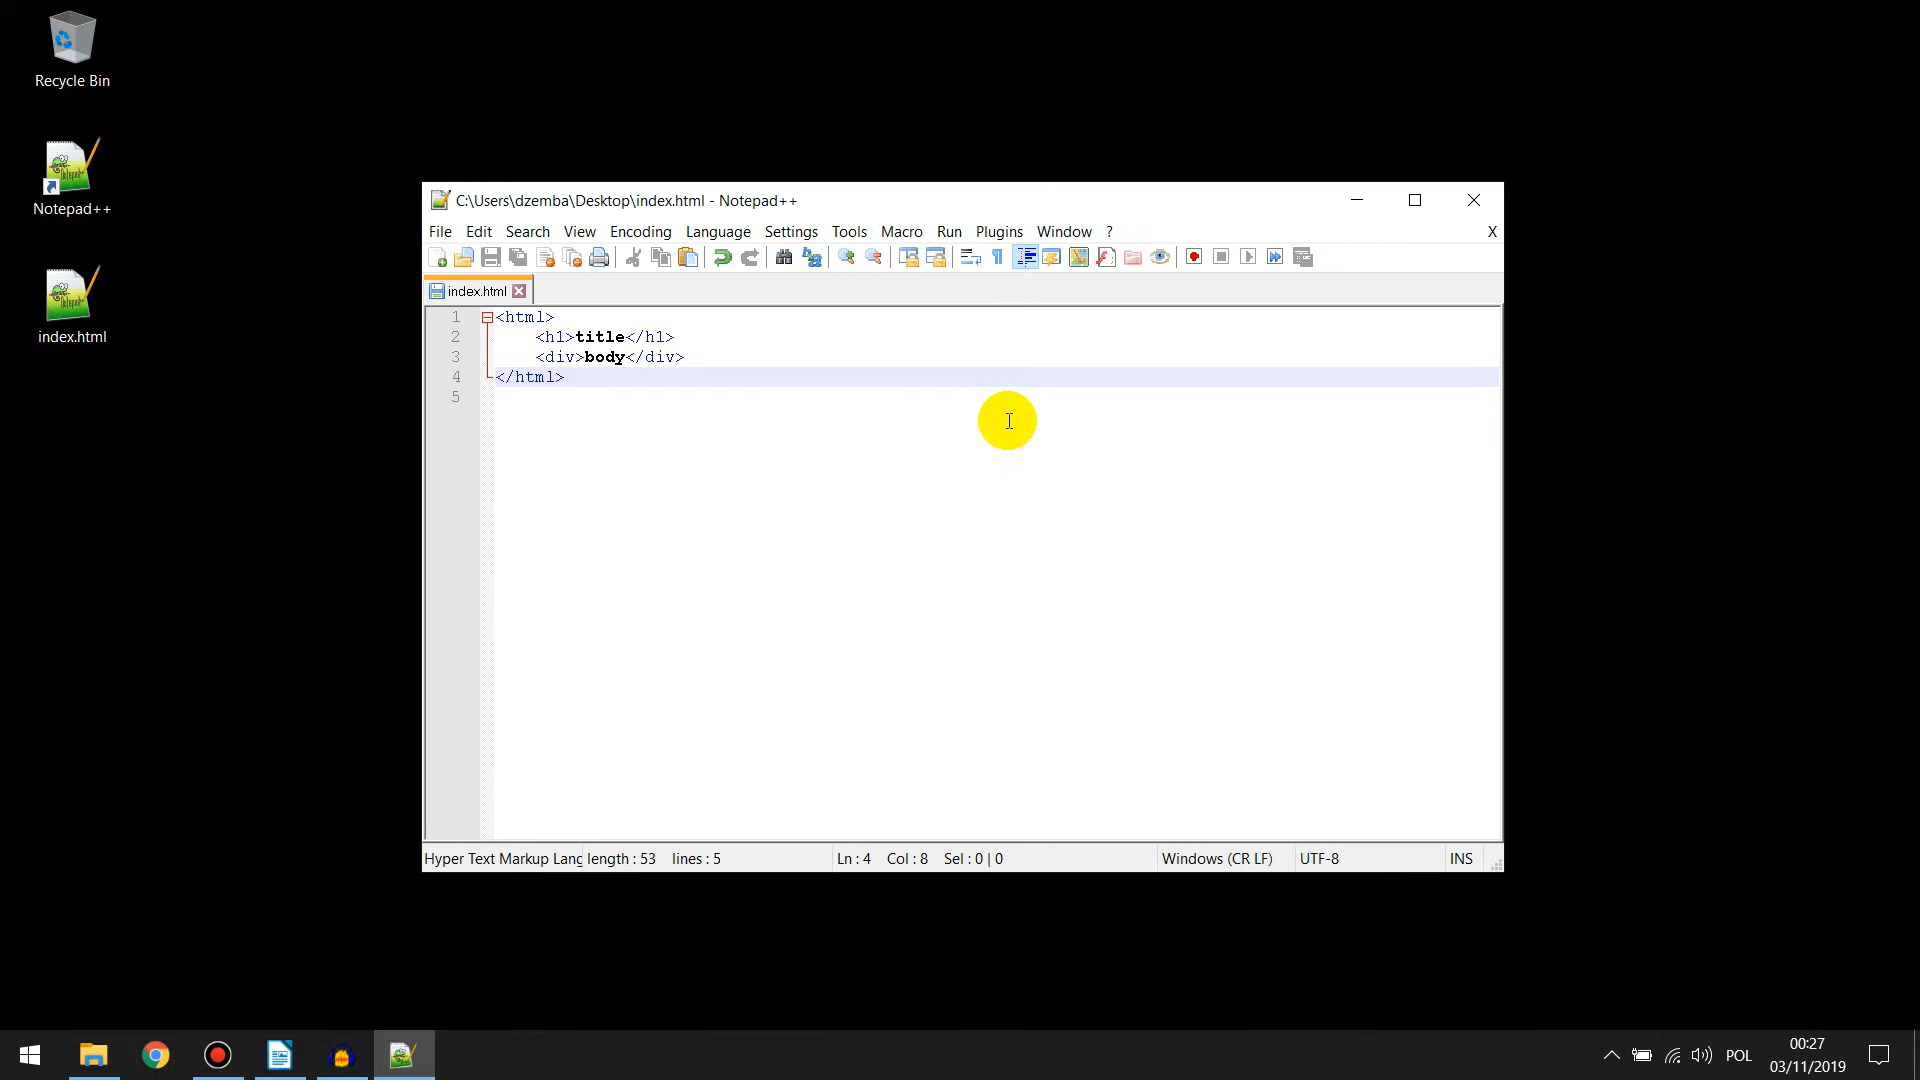 Recycle Bin
Notepad++
index.html
C:\Users\dzemba\Desktop\index.html - Notepad++
File Edit Search View Encoding Language Settings Tools Macro Run Plugins Window ? X
index.html
1 <html>
2 <h1>title</h1>
3 <div>body</div>
4 </html>
5
Hyper Text Markup Lang length : 53 lines : 5 Ln : 4 Col : 8 Sel : 0 | 0 Windows (CR LF) UTF-8 INS
POL
00:27
03/11/2019